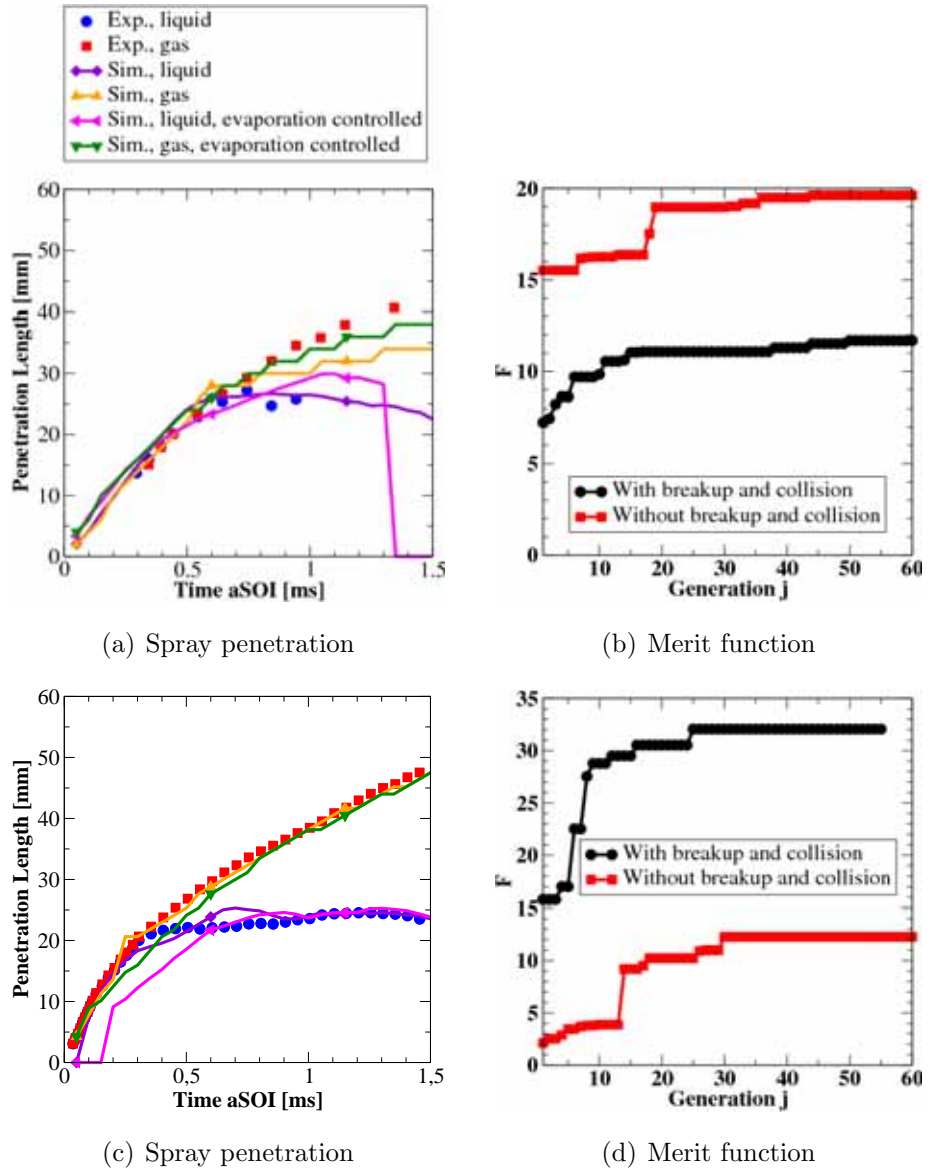 Exp., liquid
Exp., gas
Sim., liquid
Sim., gas
Sim., liquid, evaporation controlled
Sim., gas, evaporation controlled
60
50
40
30
20
10
0
Penetration Length [mm]
0 0.5 1 1.5
Time aSOI [ms]
(a) Spray penetration
20
15
10
5
0
F
With breakup and collision
Without breakup and collision
10 20 30 40 50 60
Generation j
(b) Merit function
60
50
40
30
20
10
0
Penetration Length [mm]
0 0,5 1 1,5
Time aSOI [ms]
(c) Spray penetration
35
30
25
20
15
10
5
0
F
With breakup and collision
Without breakup and collision
10 20 30 40 50 60
Generation j
(d) Merit function